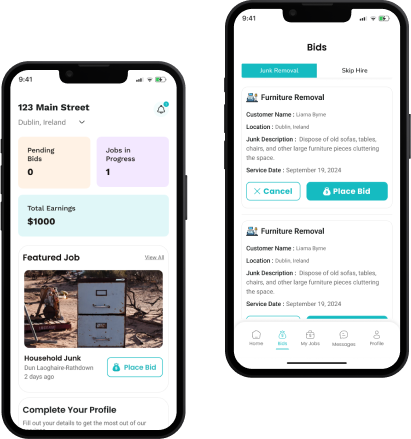 9:41
123 Main Street
Dublin, Ireland
Pending
Bids
0
Jobs in
Progress
1
Total Earnings
$1000
Featured Job
View All
Household Junk
Dun Laoghaire-Rathdown
2 days ago
Place Bid
Complete Your Profile
Fill out your details to get the most out of our
9:41
Bids
Junk Removal
Skip Hire
Furniture Removal
Customer Name : Liama Byrne
Location : Dublin, Ireland
Junk Description : Dispose of old sofas, tables,
chairs, and other large furniture pieces cluttering
the space.
Service Date : September 19, 2024
Cancel
Place Bid
Furniture Removal
Customer Name : Liama Byrne
Location : Dublin, Ireland
Junk Description : Dispose of old sofas, tables,
chairs, and other large furniture pieces cluttering
the space.
Service Date : September 19, 2024
Home
Bids
My Jobs
Messages
Profile